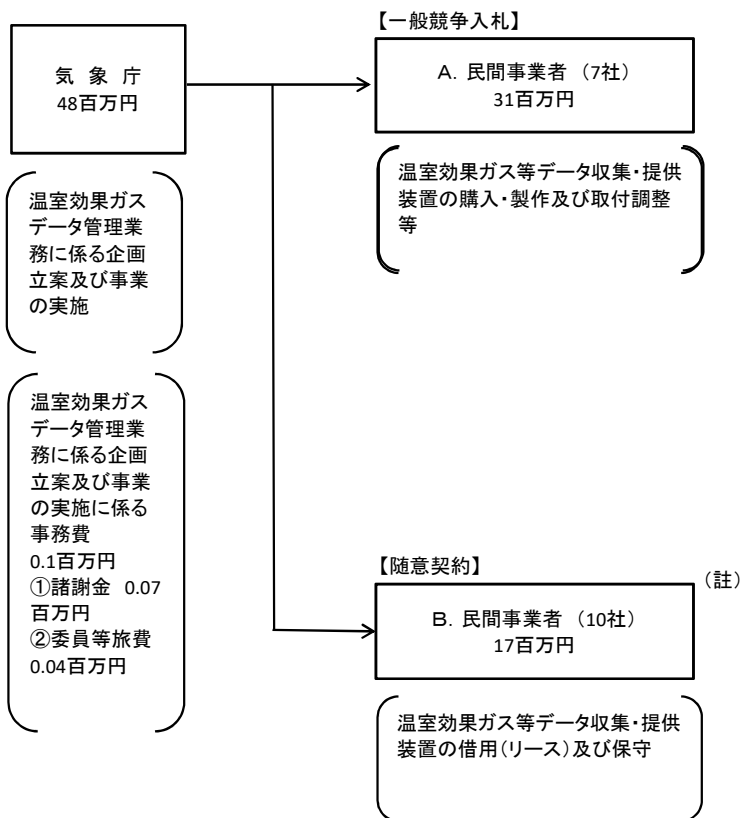 【一般競争入札】
気 象 庁
48百万円
A. 民間事業者 (7社)
31百万円
温室効果ガス
データ管理業
務に係る企画
立案及び事業
の実施
温室効果ガス等データ収集・提供
装置の購入・製作及び取付調整
等
温室効果ガス
データ管理業
務に係る企画
立案及び事業
の実施に係る
事務費
0.1百万円
①諸謝金 0.07
百万円
②委員等旅費
0.04百万円
【随意契約】
(註)
B. 民間事業者 (10社)
17百万円
温室効果ガス等データ収集・提供
装置の借用(リース)及び保守